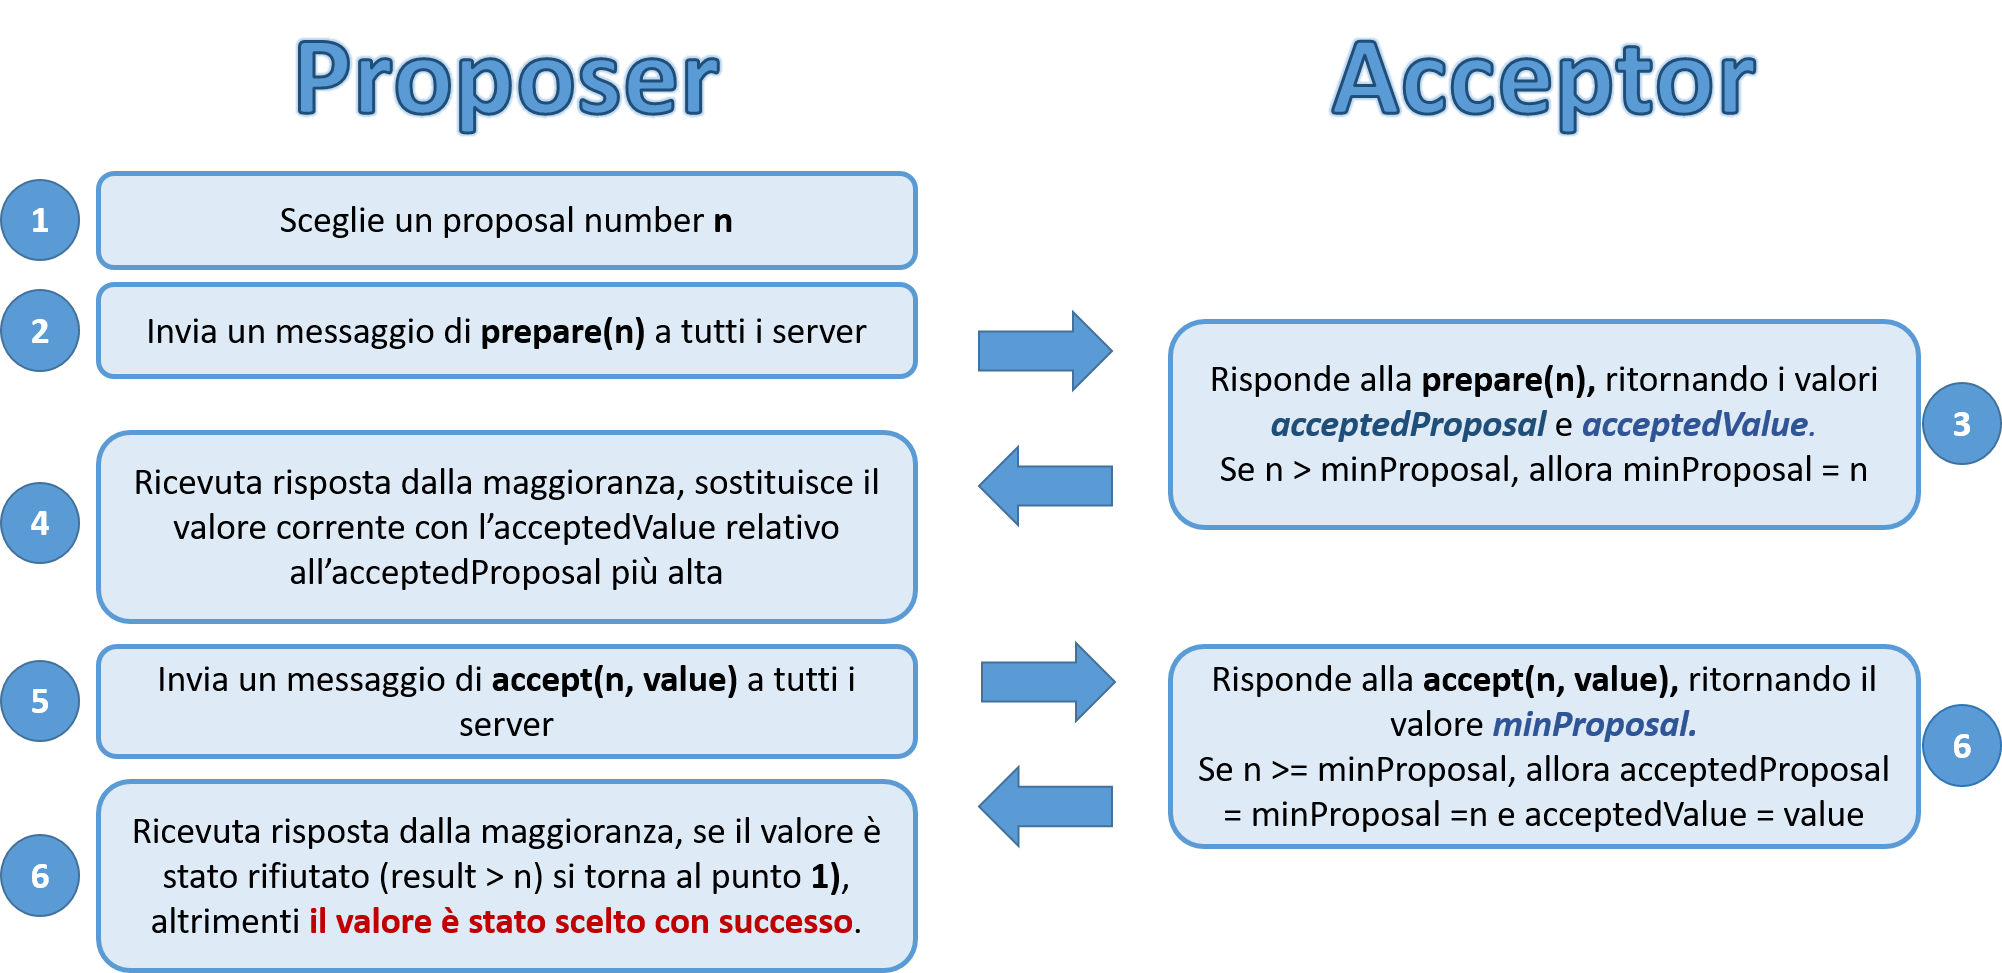 Proposer
Acceptor
1
Sceglie un proposal number n
2
Invia un messaggio di prepare(n) a tutti i server
Risponde alla prepare(n), ritornando i valori
acceptedProposal e acceptedValue.
Se n > minProposal, allora minProposal = n
3
4
Ricevuta risposta dalla maggioranza, sostituisce il
valore corrente con l’acceptedValue relativo
all’acceptedProposal più alta
5
Invia un messaggio di accept(n, value) a tutti i
server
Risponde alla accept(n, value), ritornando il
valore minProposal.
Se n >= minProposal, allora acceptedProposal
= minProposal =n e acceptedValue = value
6
6
Ricevuta risposta dalla maggioranza, se il valore è
stato rifiutato (result > n) si torna al punto 1),
altrimenti il valore è stato scelto con successo.